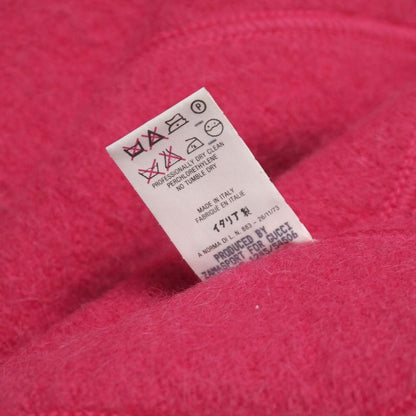 P
PROFESSIONALLY DRY CLEAN
PERCHLORETHYLENE
NO TUMBLE DRY
MADE IN ITALY
FABRIQUÉ EN ITALIE
イタリア製
A NORMA DI L.N. 883 - 26/11/73
PRODUCED BY
ZAMASPORT FOR GUCCI